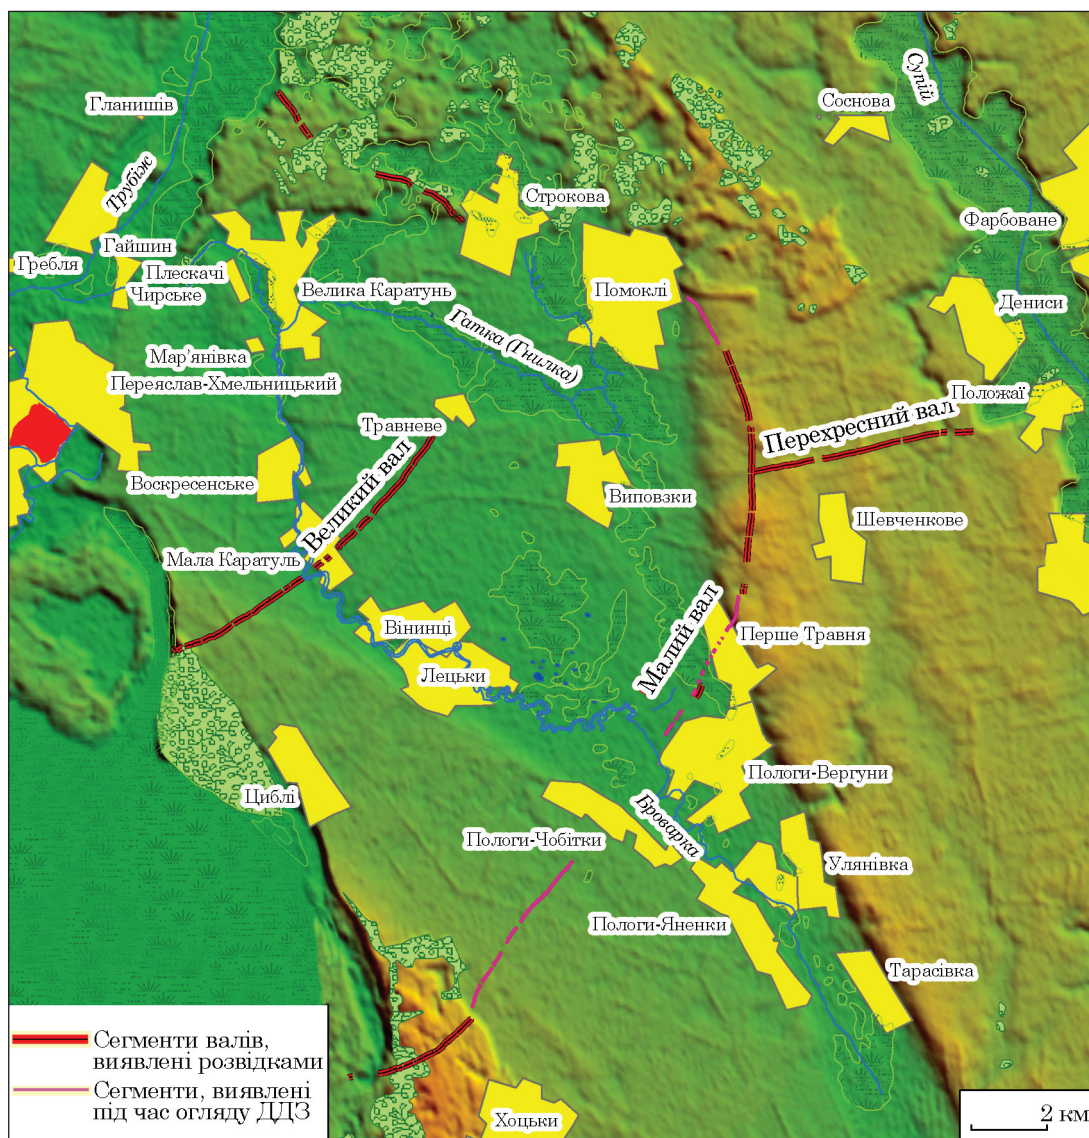 Гланишів
Трубіж
Соснова
Супій
Строкова
Фарбоване
Гайшин
Гребля
Плескачі
Чирське
Велика Каратунь
Помоклі
Дениси
Гатка (Гнилка)
Мар’янівка
Переяслав-Хмельницький
Положаї
Травневе
Перехресний вал
Воскресенське
Великий вал
Виповзки
Шевченкове
Мала Каратуль
Вінинці
Малий вал
Перше Травня
Лецьки
Циблі
Пологи-Вергуни
Броварка
Пологи-Чобітки
Улянівка
Пологи-Яненки
Тарасівка
Сегменти валів,
виявлені розвідками
Сегменти, виявлені
під час огляду ДДЗ
Хоцьки
2 км